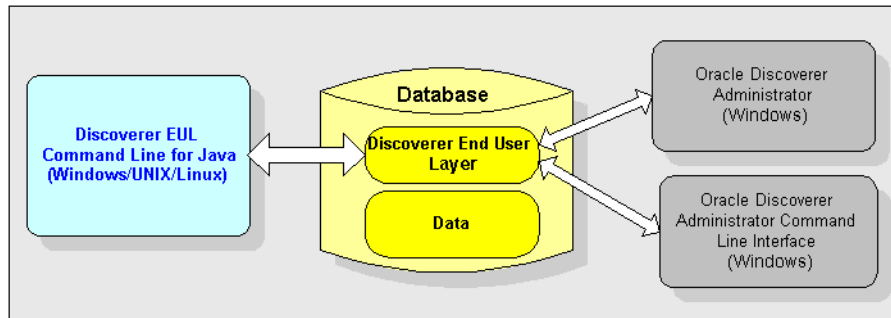 Discoverer EUL
Command Line for Java
(Windows/UNIX/Linux)
Database
Discoverer End User
Layer
Data
Oracle Discoverer
Administrator
(Windows)
Oracle Discoverer
Administrator Command
Line Interface
(Windows)